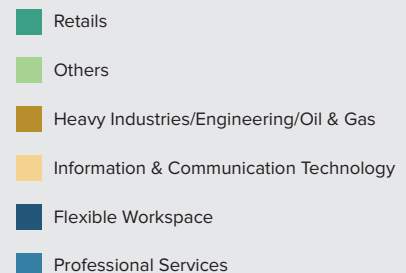 Retails
Others
Heavy Industries/Engineering/Oil & Gas
Information & Communication Technology
Flexible Workspace
Professional Services